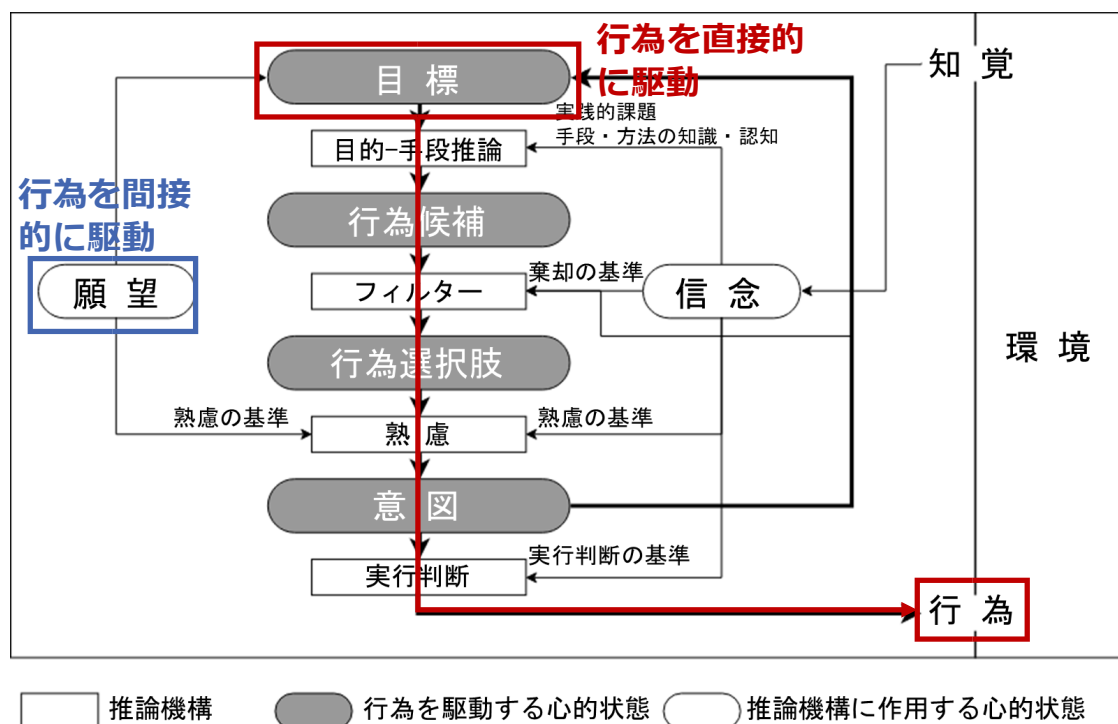 行為を直接的
に駆動
目標
知覚
実践的課題
手段・方法の知識・認知
目的-手段推論
行為を間接
的に駆動
行為候補
願望
棄却の基準
フィルター
信念
環境
行為選択肢
熟慮の基準
熟慮
熟慮の基準
意図
実行判断の基準
実行判断
行為
推論機構
行為を駆動する心的状態
推論機構に作用する心的状態